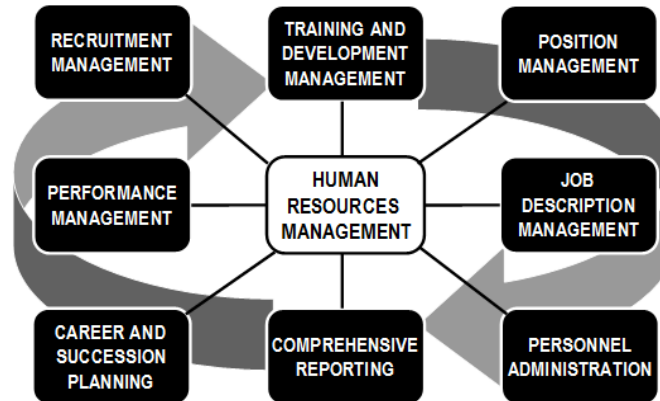 RECRUITMENT
MANAGEMENT
TRAINING AND
DEVELOPMENT
MANAGEMENT
POSITION
MANAGEMENT
PERFORMANCE
MANAGEMENT
HUMAN
RESOURCES
MANAGEMENT
JOB
DESCRIPTION
MANAGEMENT
CAREER AND
SUCCESSION
PLANNING
COMPREHENSIVE
REPORTING
PERSONNEL
ADMINISTRATION